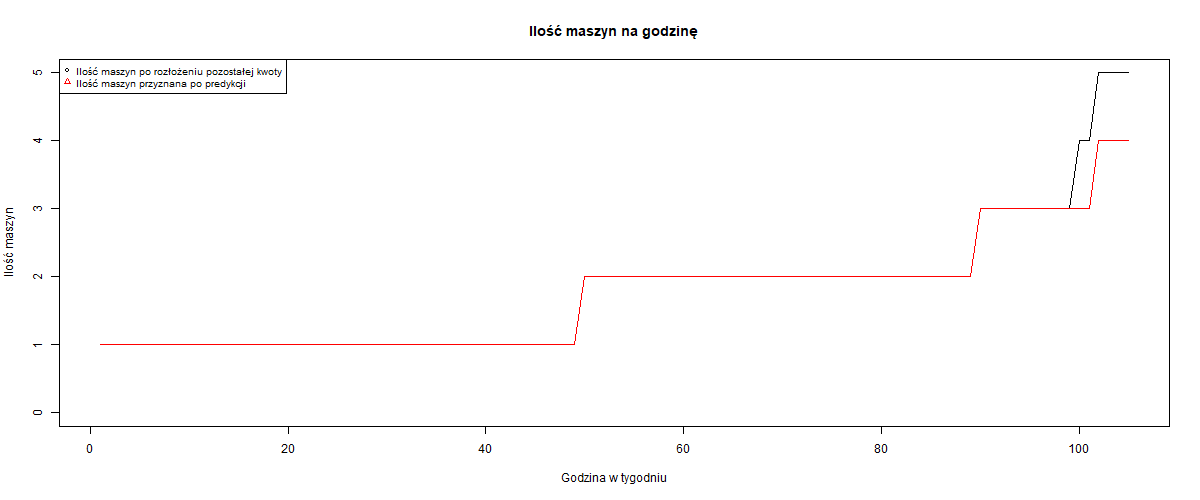 Ilość maszyn na godzinę
Ilość maszyn po rozłożeniu pozostałej kwoty
Ilość maszyn przyznana po predykcji
5
4
3
2
1
0
Ilość maszyn
0 20 40 60 80 100
Godzina w tygodniu